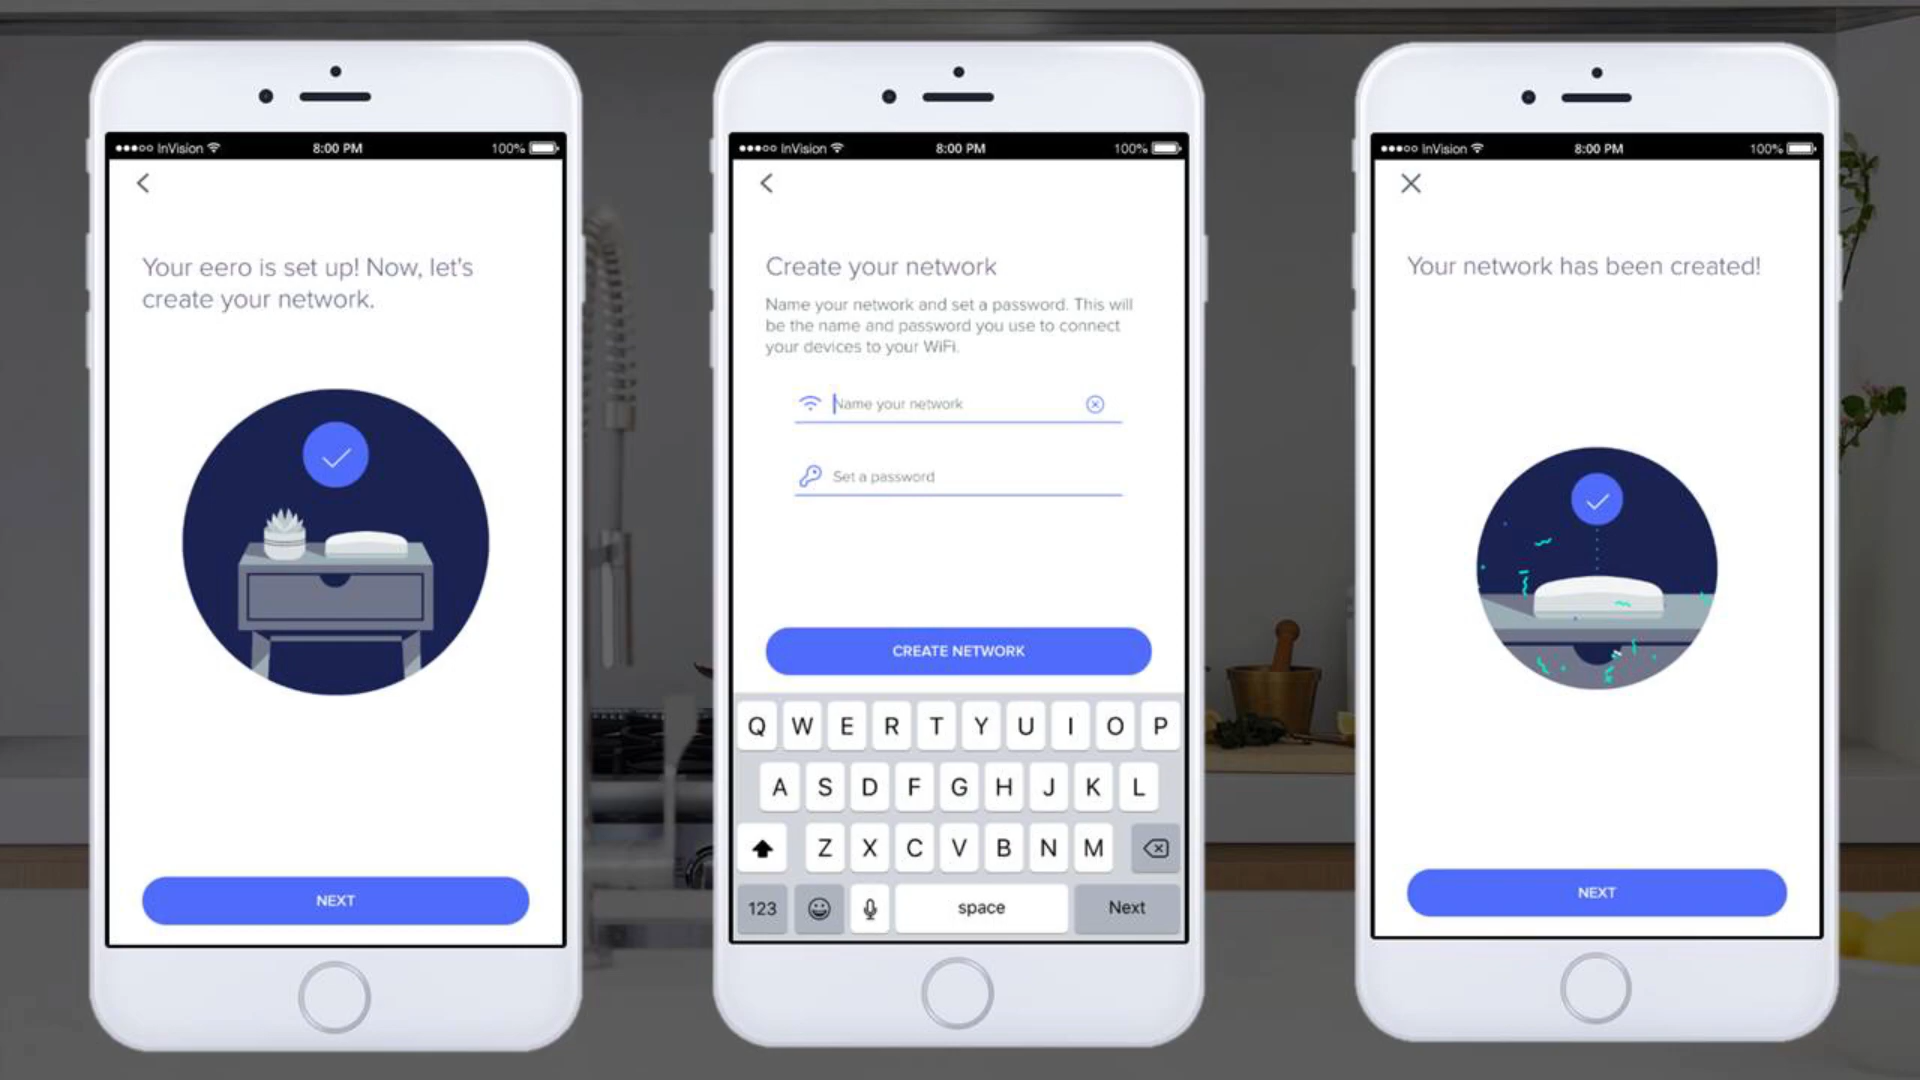 InVision
8:00 PM
100%
Your eero is set up! Now, let's
create your network.
NEXT
InVision
8:00 PM
100%
Create your network
Name your network and set a password. This will
be the name and password you use to connect
your devices to your WiFi.
Name your network
Set a password
CREATE NETWORK
Q W E R T Y U I O P
A S D F G H J K L
Z X C V B N M
123 space Next
InVision
8:00 PM
100%
Your network has been created!
NEXT